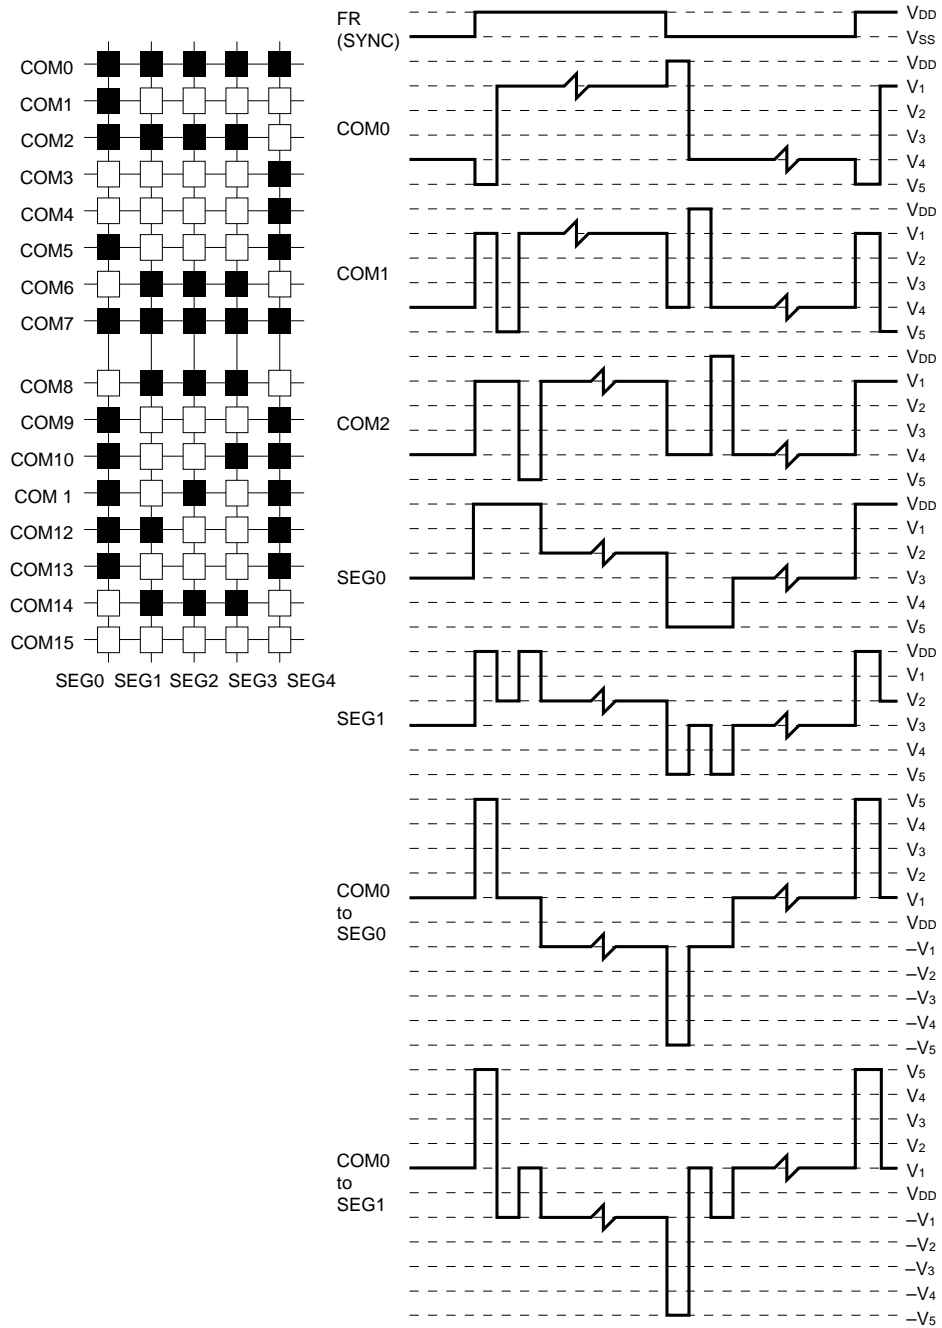 COM0
COM1
COM2
COM3
COM4
COM5
COM6
COM7
COM8
COM9
COM10
COM 1
COM12
COM13
COM14
COM15
SEG0 SEG1 SEG2 SEG3 SEG4
FR
(SYNC)
VDD
VSS
COM0
VDD
V1
V2
V3
V4
V5
COM1
VDD
V1
V2
V3
V4
V5
COM2
VDD
V1
V2
V3
V4
V5
SEG0
VDD
V1
V2
V3
V4
V5
SEG1
VDD
V1
V2
V3
V4
V5
COM0
to
SEG0
V5
V4
V3
V2
V1
VDD
–V1
–V2
–V3
–V4
–V5
COM0
to
SEG1
V5
V4
V3
V2
V1
VDD
–V1
–V2
–V3
–V4
–V5